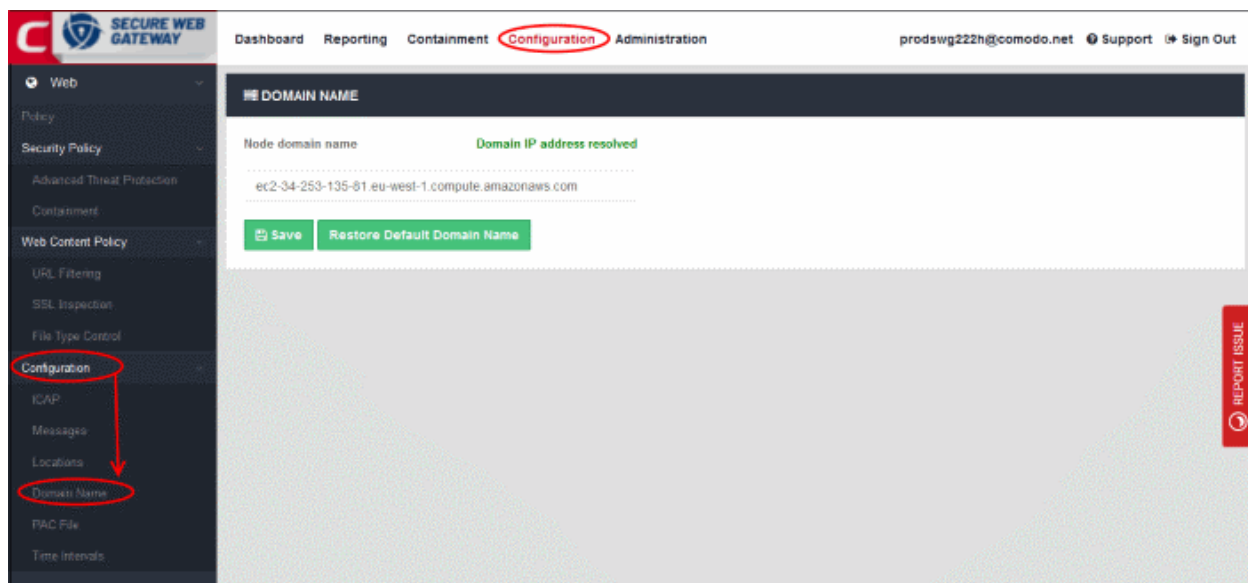 C SECURE WEB GATEWAY
Dashboard Reporting Containment Configuration Administration prodswg222h@comodo.net Support Sign Out
Web
Policy
Security Policy
Advanced Threat Protection
Containment
Web Content Policy
URL Filtering
SSL Inspection
File Type Control
Configuration
ICAP
Messages
Locations
Domain Name
PAC File
Time Intervals
DOMAIN NAME
Node domain name Domain IP address resolved
ec2-34-253-135-81.eu-west-1.compute.amazonaws.com
Save Restore Default Domain Name
REPORT ISSUE